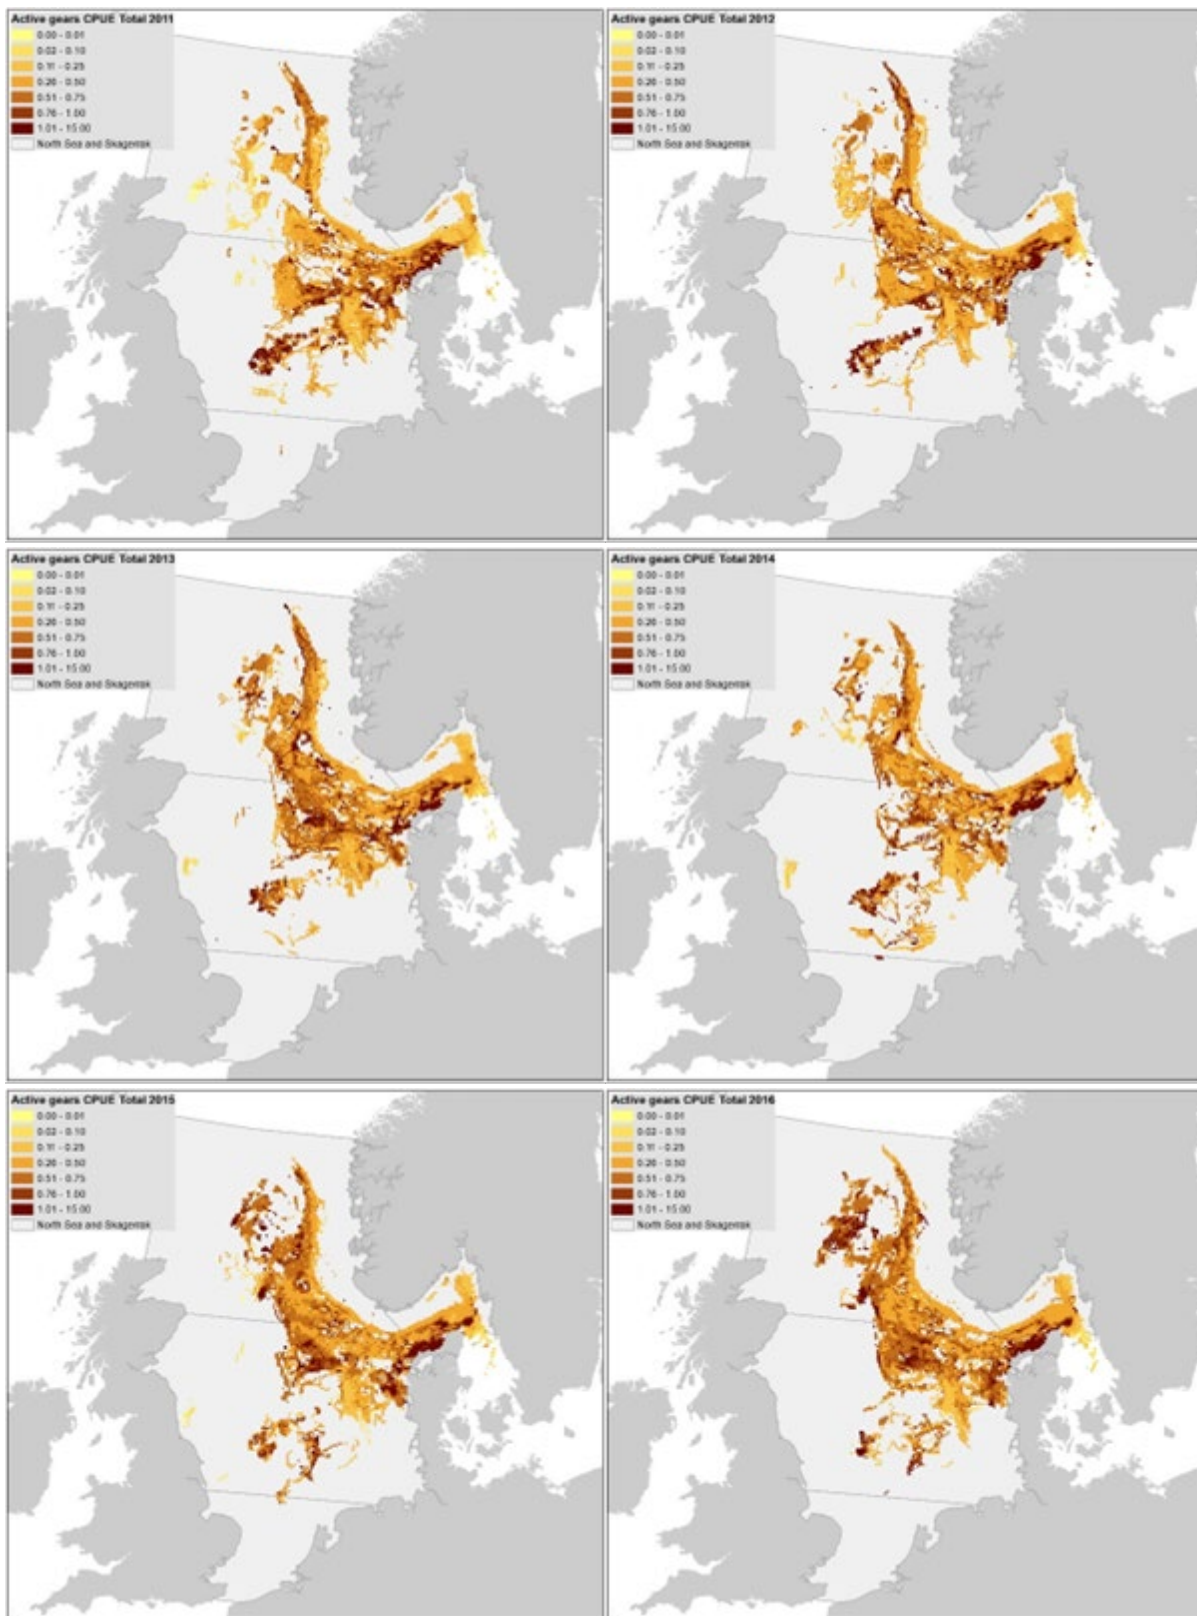 Active gears CPUE Total 2011
0.00 - 0.01
0.02 - 0.10
0.11 - 0.25
0.26 - 0.50
0.51 - 0.75
0.76 - 1.00
1.01 - 15.00
North Sea and Skagerrak
Active gears CPUE Total 2012
0.00 - 0.01
0.02 - 0.10
0.11 - 0.25
0.26 - 0.50
0.51 - 0.75
0.76 - 1.00
1.01 - 15.00
North Sea and Skagerrak
Active gears CPUE Total 2013
0.00 - 0.01
0.02 - 0.10
0.11 - 0.25
0.26 - 0.50
0.51 - 0.75
0.76 - 1.00
1.01 - 15.00
North Sea and Skagerrak
Active gears CPUE Total 2014
0.00 - 0.01
0.02 - 0.10
0.11 - 0.25
0.26 - 0.50
0.51 - 0.75
0.76 - 1.00
1.01 - 15.00
North Sea and Skagerrak
Active gears CPUE Total 2015
0.00 - 0.01
0.02 - 0.10
0.11 - 0.25
0.26 - 0.50
0.51 - 0.75
0.76 - 1.00
1.01 - 15.00
North Sea and Skagerrak
Active gears CPUE Total 2016
0.00 - 0.01
0.02 - 0.10
0.11 - 0.25
0.26 - 0.50
0.51 - 0.75
0.76 - 1.00
1.01 - 15.00
North Sea and Skagerrak